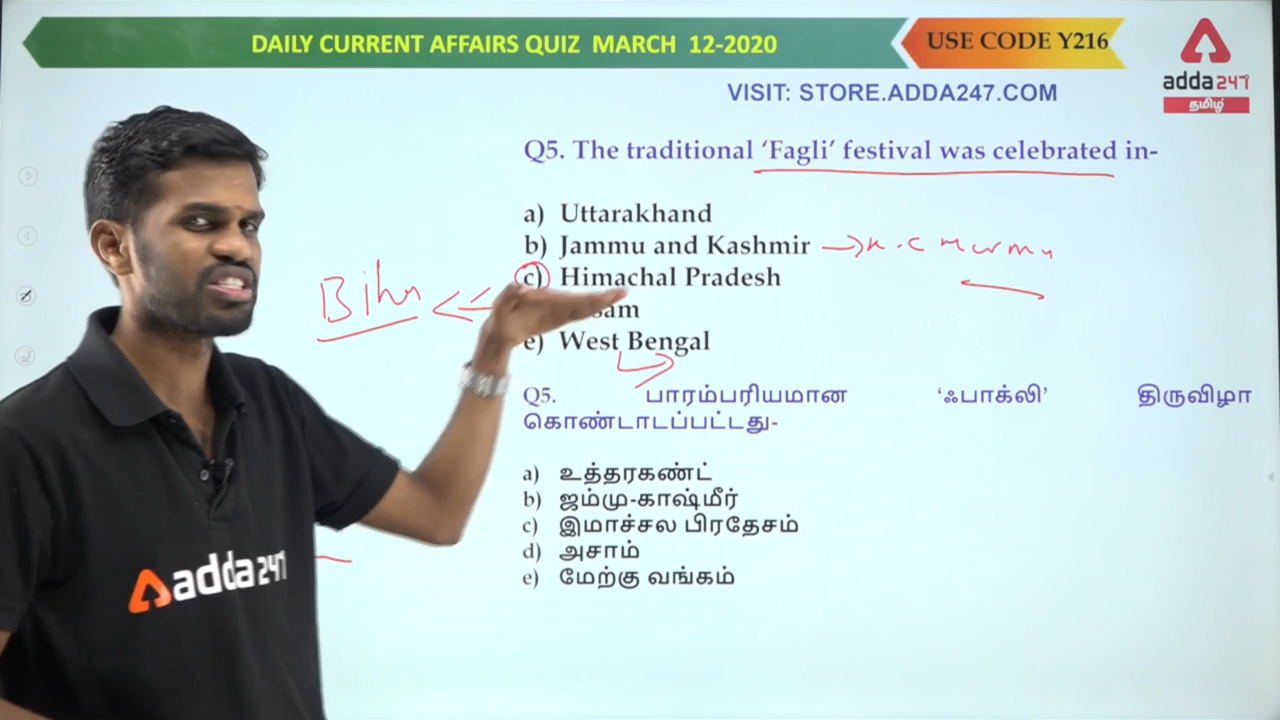 DAILY CURRENT AFFAIRS QUIZ MARCH 12-2020
USE CODE Y216
adda247
தமிழ்
VISIT: STORE.ADDA247.COM
Q5. The traditional ‘Fagli’ festival was celebrated in-
a) Uttarakhand
b) Jammu and Kashmir
c) Himachal Pradesh
sam
e) West Bengal
Q5. பாரம்பரியமான ‘ஃபாக்லி’ திருவிழா
கொண்டாடப்பட்டது-
a) உத்தரகண்ட்
b) ஜம்மு-காஷ்மீர்
c) இமாச்சல பிரதேசம்
d) அசாம்
e) மேற்கு வங்கம்
adda247